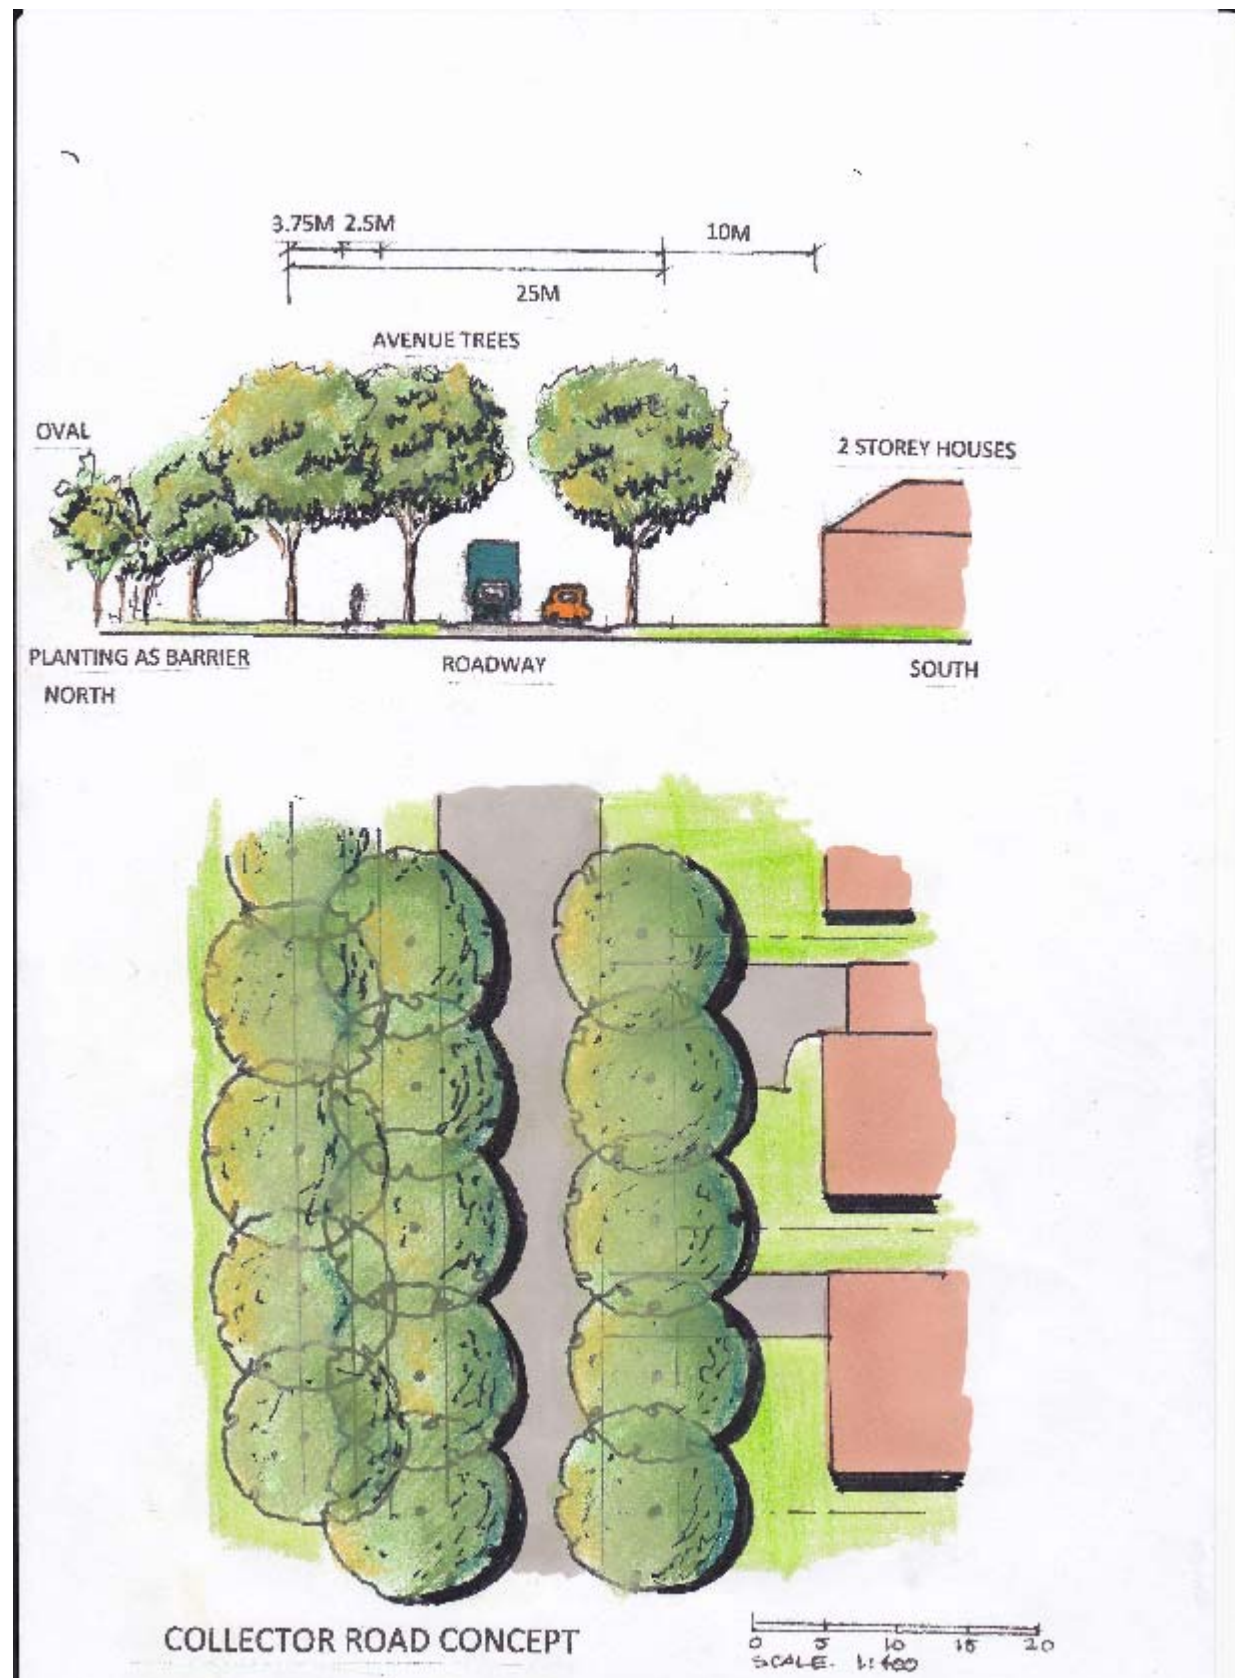 3.75M 2.5M
10M
25M
AVENUE TREES
OVAL
2 STOREY HOUSES
PLANTING AS BARRIER
ROADWAY
SOUTH
NORTH
COLLECTOR ROAD CONCEPT
0 5 10 15 20
SCALE. 1:400